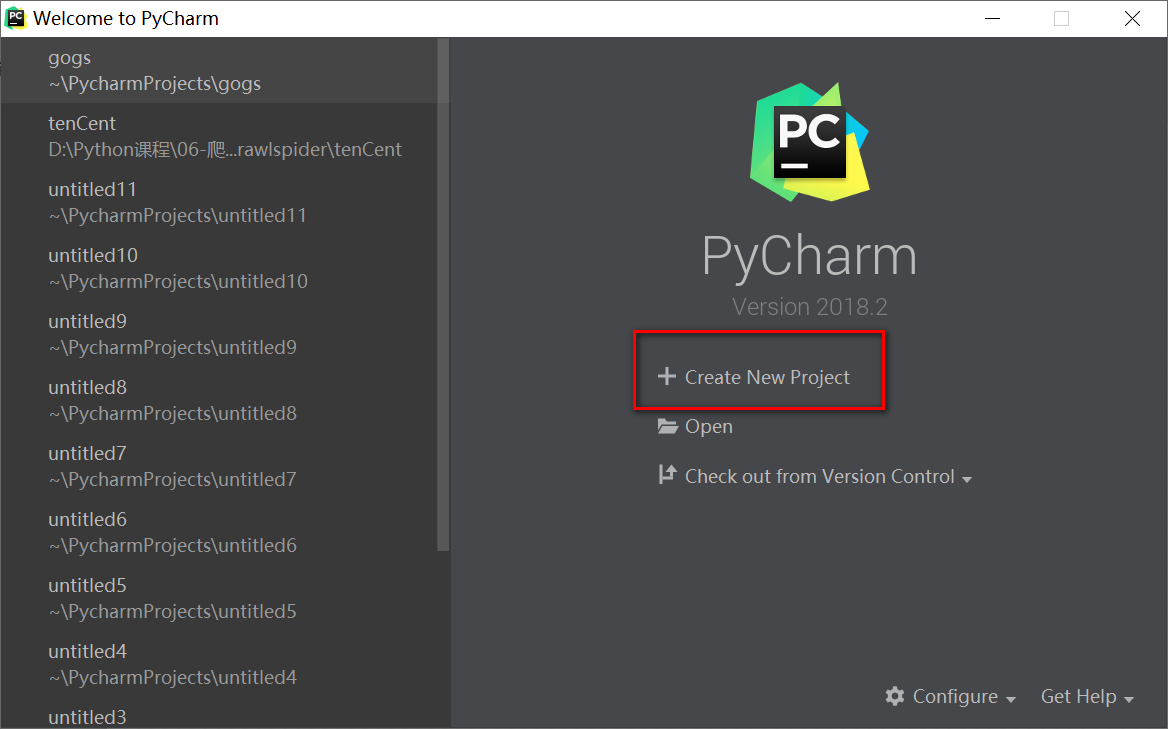 Welcome to PyCharm
gogs
~\PycharmProjects\gogs
tenCent
D:\Python课程\06-爬...rawlspider\tenCent
untitled11
~\PycharmProjects\untitled11
untitled10
~\PycharmProjects\untitled10
untitled9
~\PycharmProjects\untitled9
untitled8
~\PycharmProjects\untitled8
untitled7
~\PycharmProjects\untitled7
untitled6
~\PycharmProjects\untitled6
untitled5
~\PycharmProjects\untitled5
untitled4
~\PycharmProjects\untitled4
untitled3
PC
PyCharm
Version 2018.2
Create New Project
Open
Check out from Version Control
Configure
Get Help